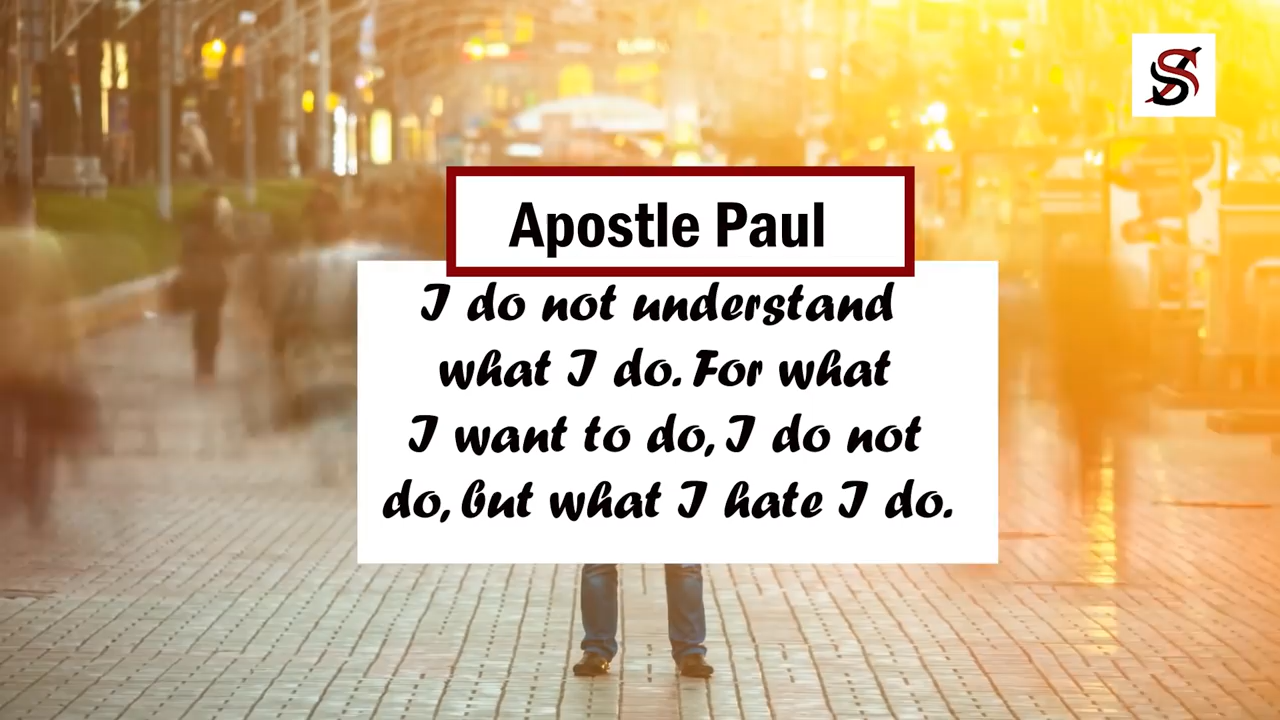 Apostle Paul
I do not understand
what I do. For what
I want to do, I do not
do, but what I hate I do.